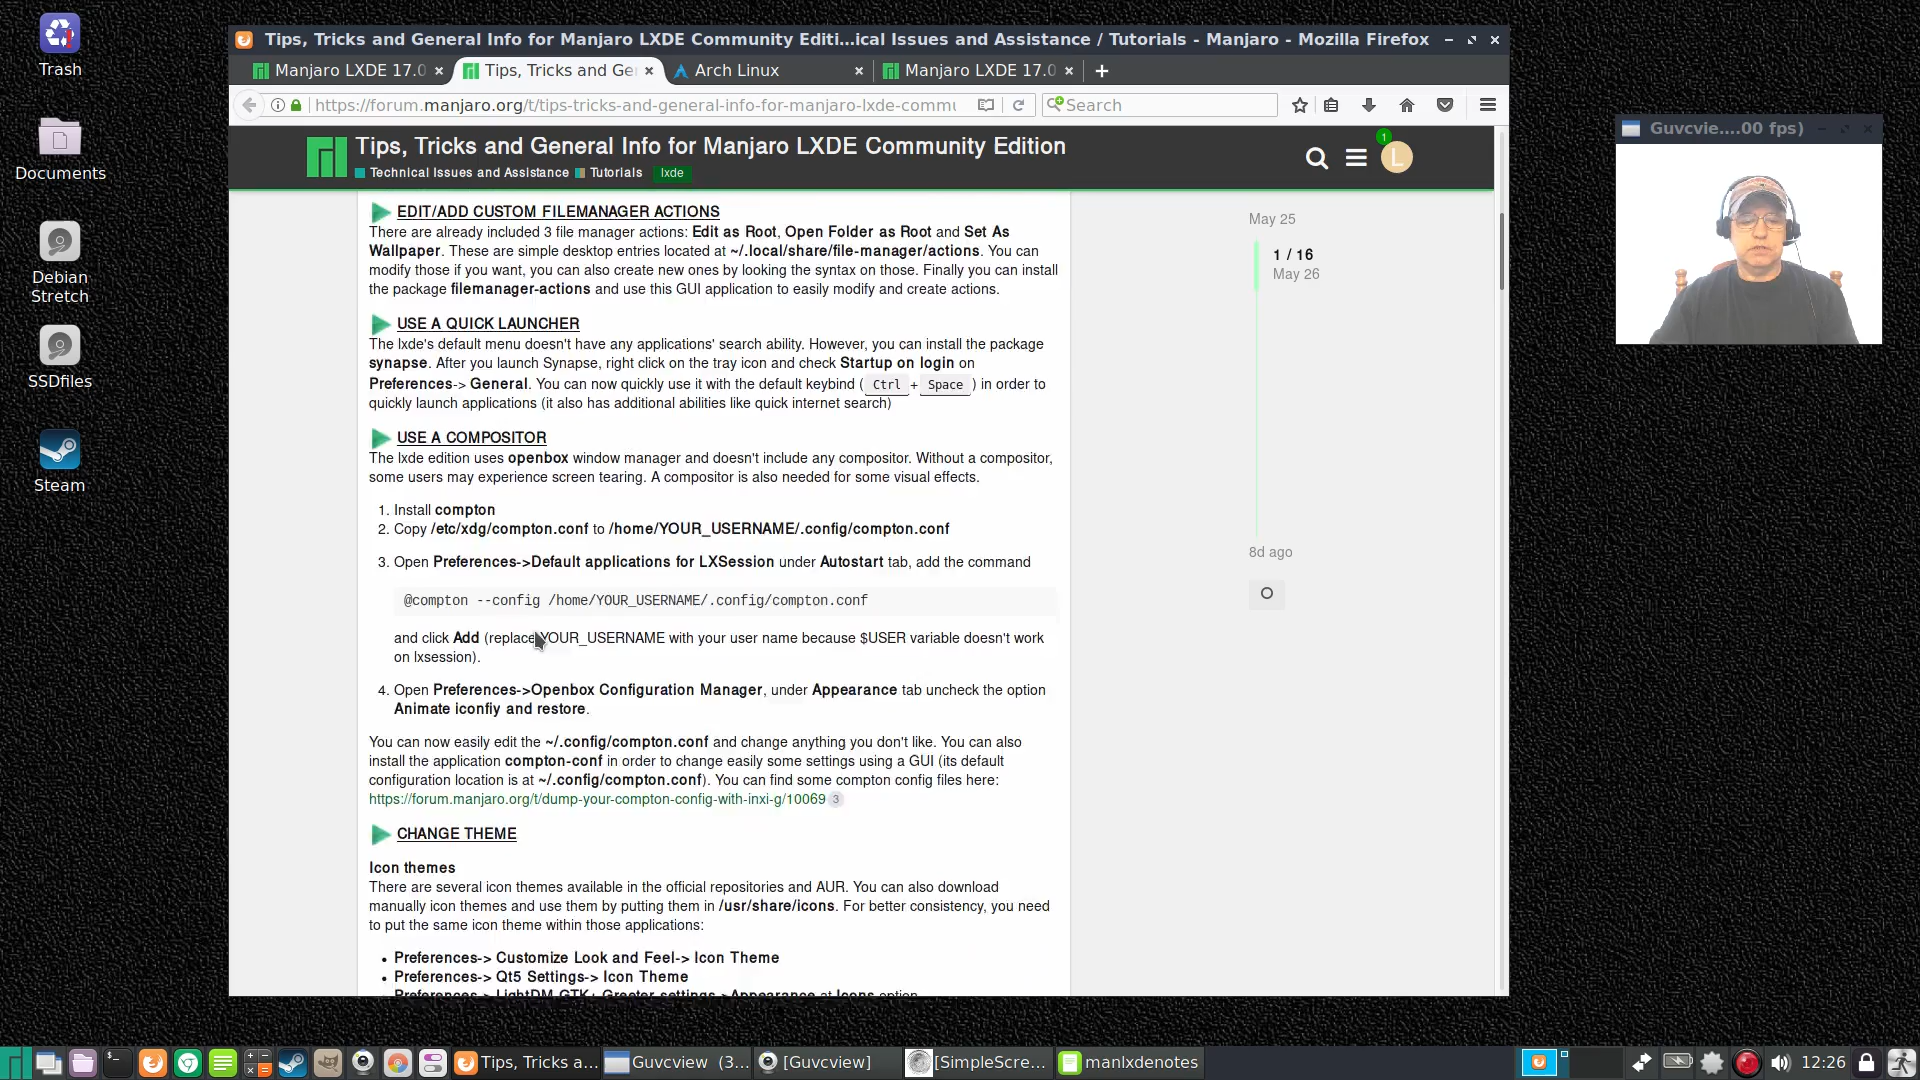 Trash
Documents
Debian
Stretch
SSDfiles
Steam
Tips, Tricks and General Info for Manjaro LXDE Community Editi...ical Issues and Assistance / Tutorials - Manjaro - Mozilla Firefox
Manjaro LXDE 17.0
Tips, Tricks and Ge
Arch Linux
Manjaro LXDE 17.0
https://forum.manjaro.org/t/tips-tricks-and-general-info-for-manjaro-lxde-commu
Search
Tips, Tricks and General Info for Manjaro LXDE Community Edition
Technical Issues and Assistance Tutorials lxde
1
L
EDIT/ADD CUSTOM FILEMANAGER ACTIONS
There are already included 3 file manager actions: Edit as Root, Open Folder as Root and Set As
Wallpaper. These are simple desktop entries located at ~/.local/share/file-manager/actions. You can
modify those if you want, you can also create new ones by looking the syntax on those. Finally you can install
the package filemanager-actions and use this GUI application to easily modify and create actions.
USE A QUICK LAUNCHER
The lxde's default menu doesn't have any applications' search ability. However, you can install the package
synapse. After you launch Synapse, right click on the tray icon and check Startup on login on
Preferences-> General. You can now quickly use it with the default keybind ( Ctrl + Space ) in order to
quickly launch applications (it also has additional abilities like quick internet search)
USE A COMPOSITOR
The lxde edition uses openbox window manager and doesn't include any compositor. Without a compositor,
some users may experience screen tearing. A compositor is also needed for some visual effects.
1. Install compton
2. Copy /etc/xdg/compton.conf to /home/YOUR_USERNAME/.config/compton.conf
3. Open Preferences->Default applications for LXSession under Autostart tab, add the command
@compton --config /home/YOUR_USERNAME/.config/compton.conf
and click Add (replace YOUR_USERNAME with your user name because $USER variable doesn't work
on lxsession).
4. Open Preferences->Openbox Configuration Manager, under Appearance tab uncheck the option
Animate iconfiy and restore.
You can now easily edit the ~/.config/compton.conf and change anything you don't like. You can also
install the application compton-conf in order to change easily some settings using a GUI (its default
configuration location is at ~/.config/compton.conf). You can find some compton config files here:
https://forum.manjaro.org/t/dump-your-compton-config-with-inxi-g/10069 3
CHANGE THEME
Icon themes
There are several icon themes available in the official repositories and AUR. You can also download
manually icon themes and use them by putting them in /usr/share/icons. For better consistency, you need
to put the same icon theme within those applications:
• Preferences-> Customize Look and Feel-> Icon Theme
• Preferences-> Qt5 Settings-> Icon Theme
Preferences-> LightDM GTK+ Greeter settings->Appearance at Icons option
May 25
1 / 16
May 26
8d ago
Guvcvie....00 fps)
Tips, Tricks a...
Guvcview (3...
[Guvcview]
[SimpleScre...
manlxdenotes
12:26